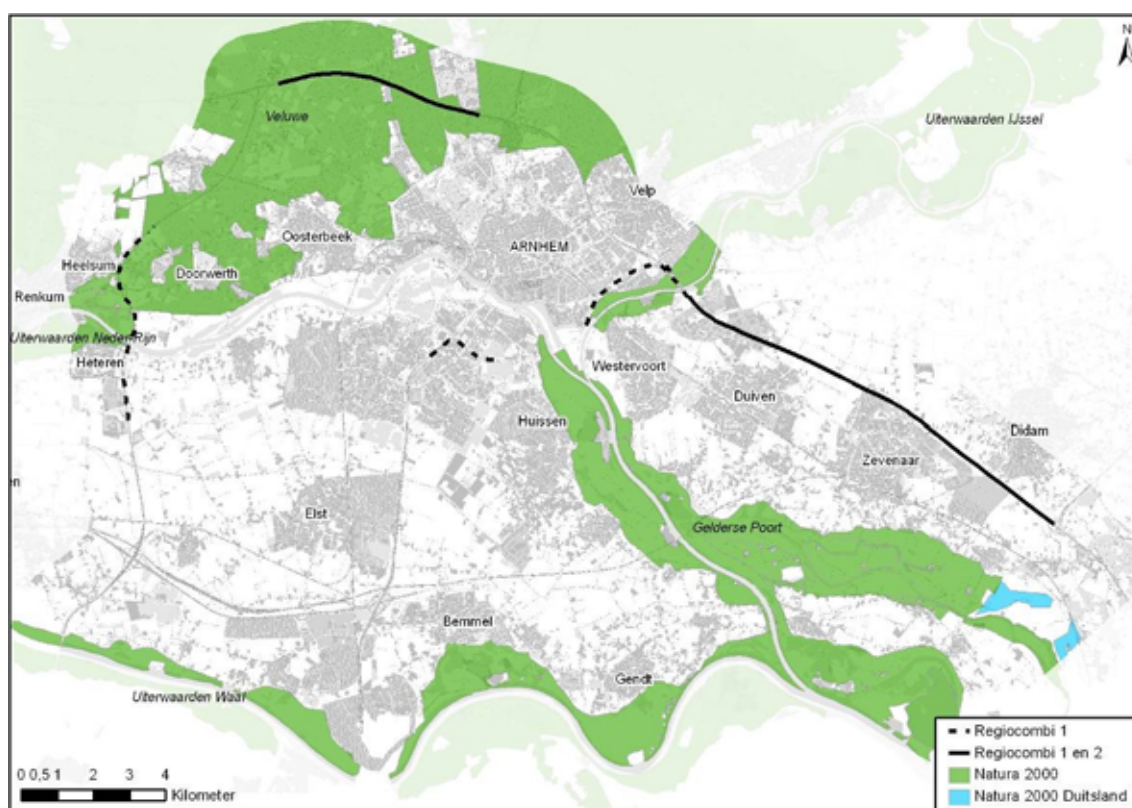 N
Uiterwaarden IJssel
Veluwe
Velp
Oosterbeek
ARNHEM
Heelsum
Doorwerth
Renkum
Uiterwaarden Neder-Rijn
Heteren
Westervoort
Duiven
Huissen
Didam
Zevenaar
en
Elst
Gelderse Poort
Bemmel
Gendt
Uiterwaarden Waal
Regiocombi 1
Regiocombi 1 en 2
Natura 2000
Natura 2000 Duitsland
0 0,5 1 2 3 4
Kilometer